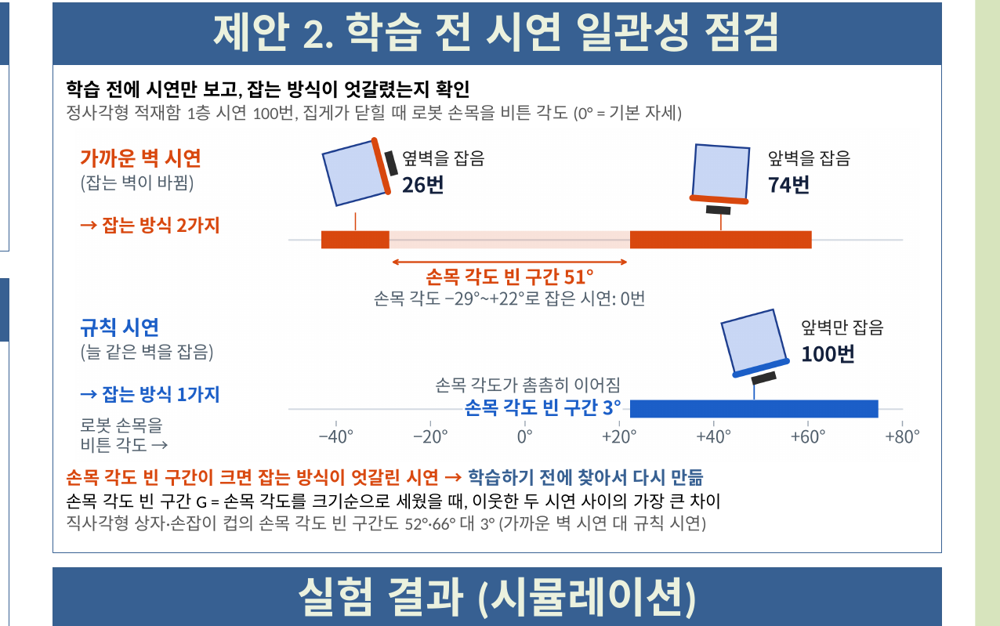 제안 2. 학습 전 시연 일관성 점검
학습 전에 시연만 보고, 잡는 방식이 엇갈렸는지 확인
정사각형 적재함 1층 시연 100번, 집게가 닫힐 때 로봇 손목을 비튼 각도 (0° = 기본 자세)
가까운 벽 시연
(잡는 벽이 바뀜)
→ 잡는 방식 2가지
옆벽을 잡음
26번
앞벽을 잡음
74번
손목 각도 빈 구간 51°
손목 각도 −29°~+22°로 잡은 시연: 0번
규칙 시연
(늘 같은 벽을 잡음)
→ 잡는 방식 1가지
앞벽만 잡음
100번
손목 각도가 촘촘히 이어짐
손목 각도 빈 구간 3°
로봇 손목을
비튼 각도 →
−40° −20° 0° +20° +40° +60° +80°
손목 각도 빈 구간이 크면 잡는 방식이 엇갈린 시연 → 학습하기 전에 찾아서 다시 만듦
손목 각도 빈 구간 G = 손목 각도를 크기순으로 세웠을 때, 이웃한 두 시연 사이의 가장 큰 차이
직사각형 상자·손잡이 컵의 손목 각도 빈 구간도 52°·66° 대 3° (가까운 벽 시연 대 규칙 시연)
실험 결과 (시뮬레이션)